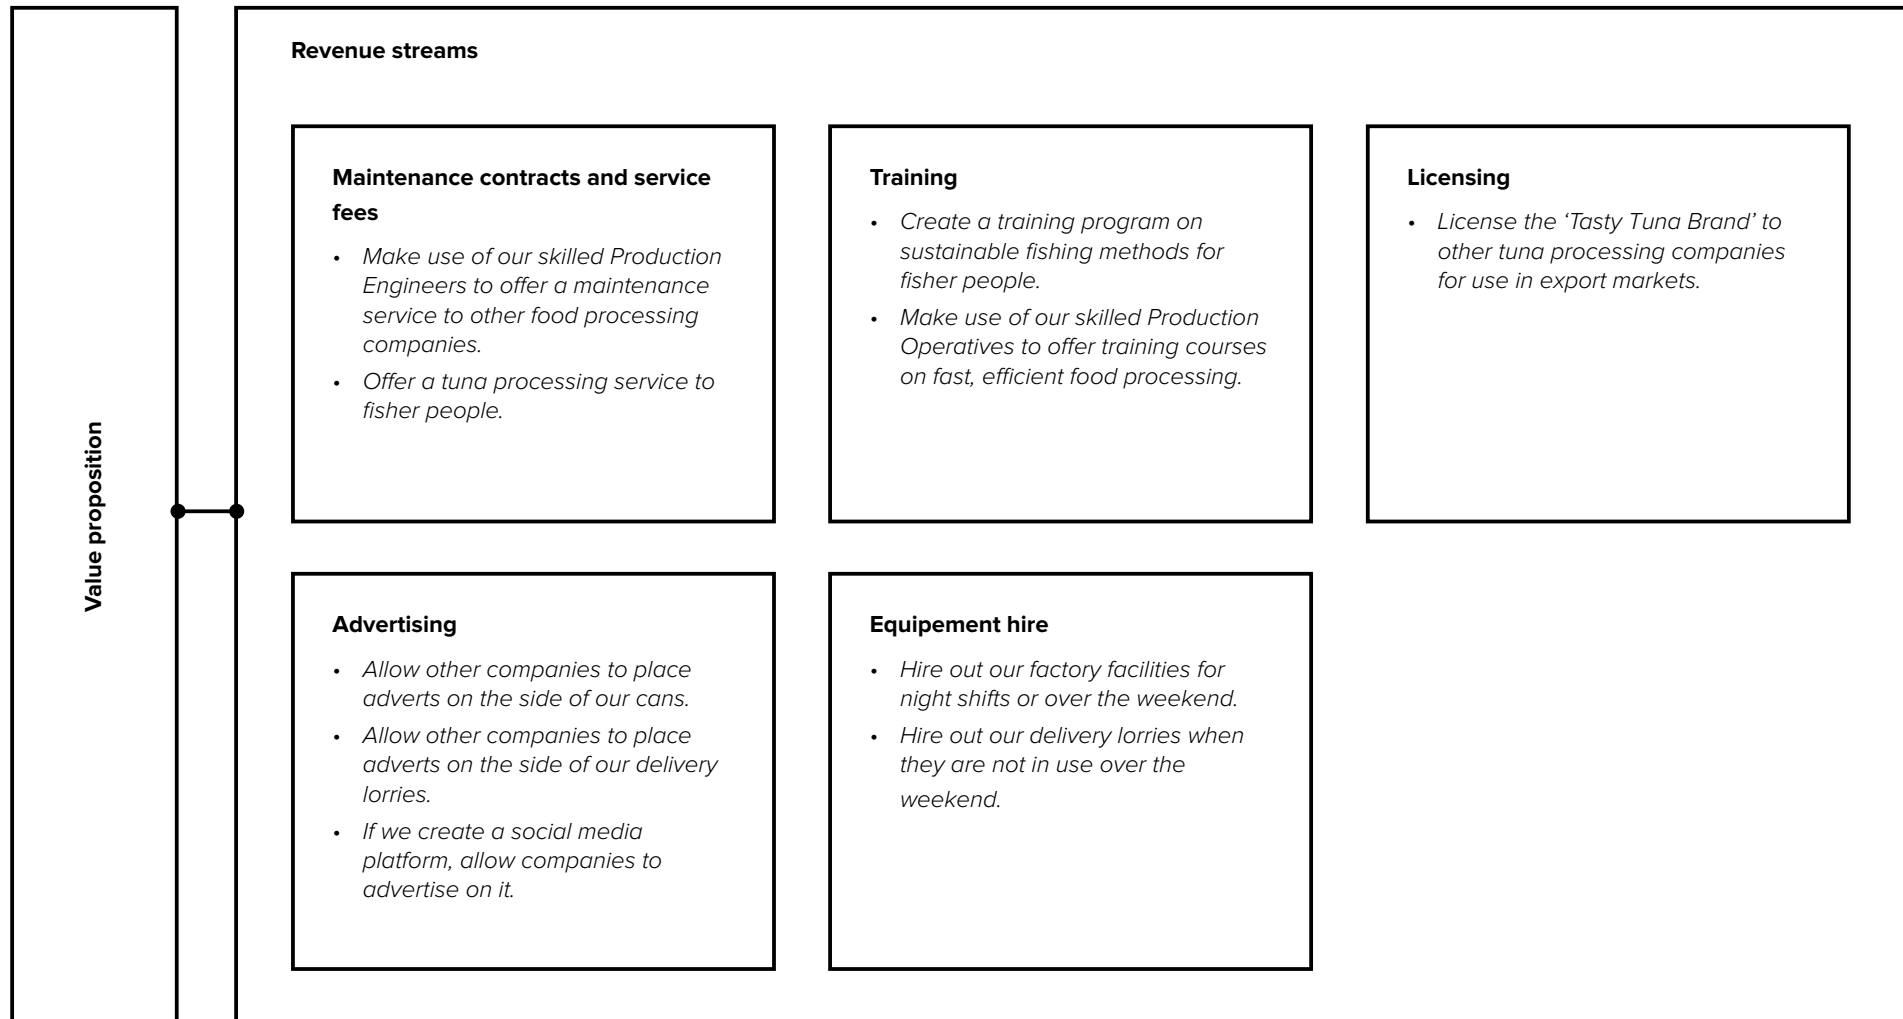 Value proposition
Revenue streams
Maintenance contracts and service
fees
• Make use of our skilled Production
Engineers to offer a maintenance
service to other food processing
companies.
• Offer a tuna processing service to
fisher people.
Training
• Create a training program on
sustainable fishing methods for
fisher people.
• Make use of our skilled Production
Operatives to offer training courses
on fast, efficient food processing.
Licensing
• License the ‘Tasty Tuna Brand’ to
other tuna processing companies
for use in export markets.
Advertising
• Allow other companies to place
adverts on the side of our cans.
• Allow other companies to place
adverts on the side of our delivery
lorries.
• If we create a social media
platform, allow companies to
advertise on it.
Equipement hire
• Hire out our factory facilities for
night shifts or over the weekend.
• Hire out our delivery lorries when
they are not in use over the
weekend.